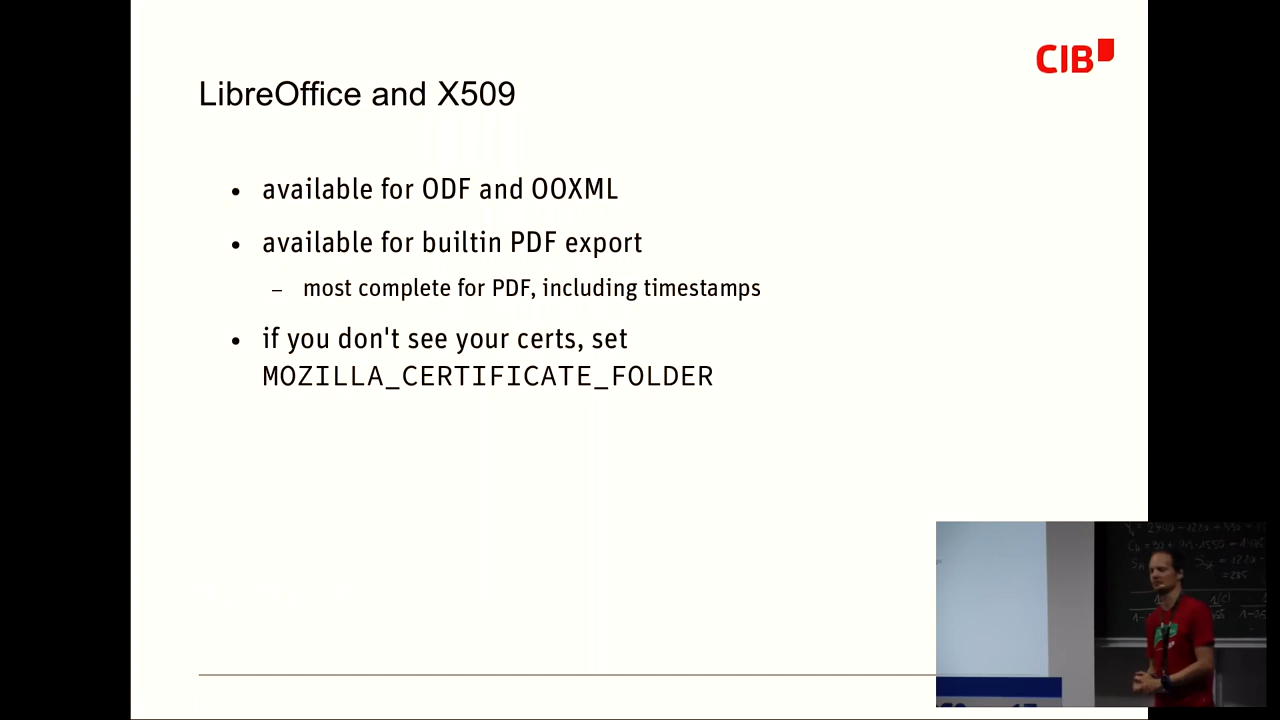 CIB
LibreOffice and X509
• available for ODF and OOXML
• available for builtin PDF export
– most complete for PDF, including timestamps
• if you don't see your certs, set
MOZILLA_CERTIFICATE_FOLDER